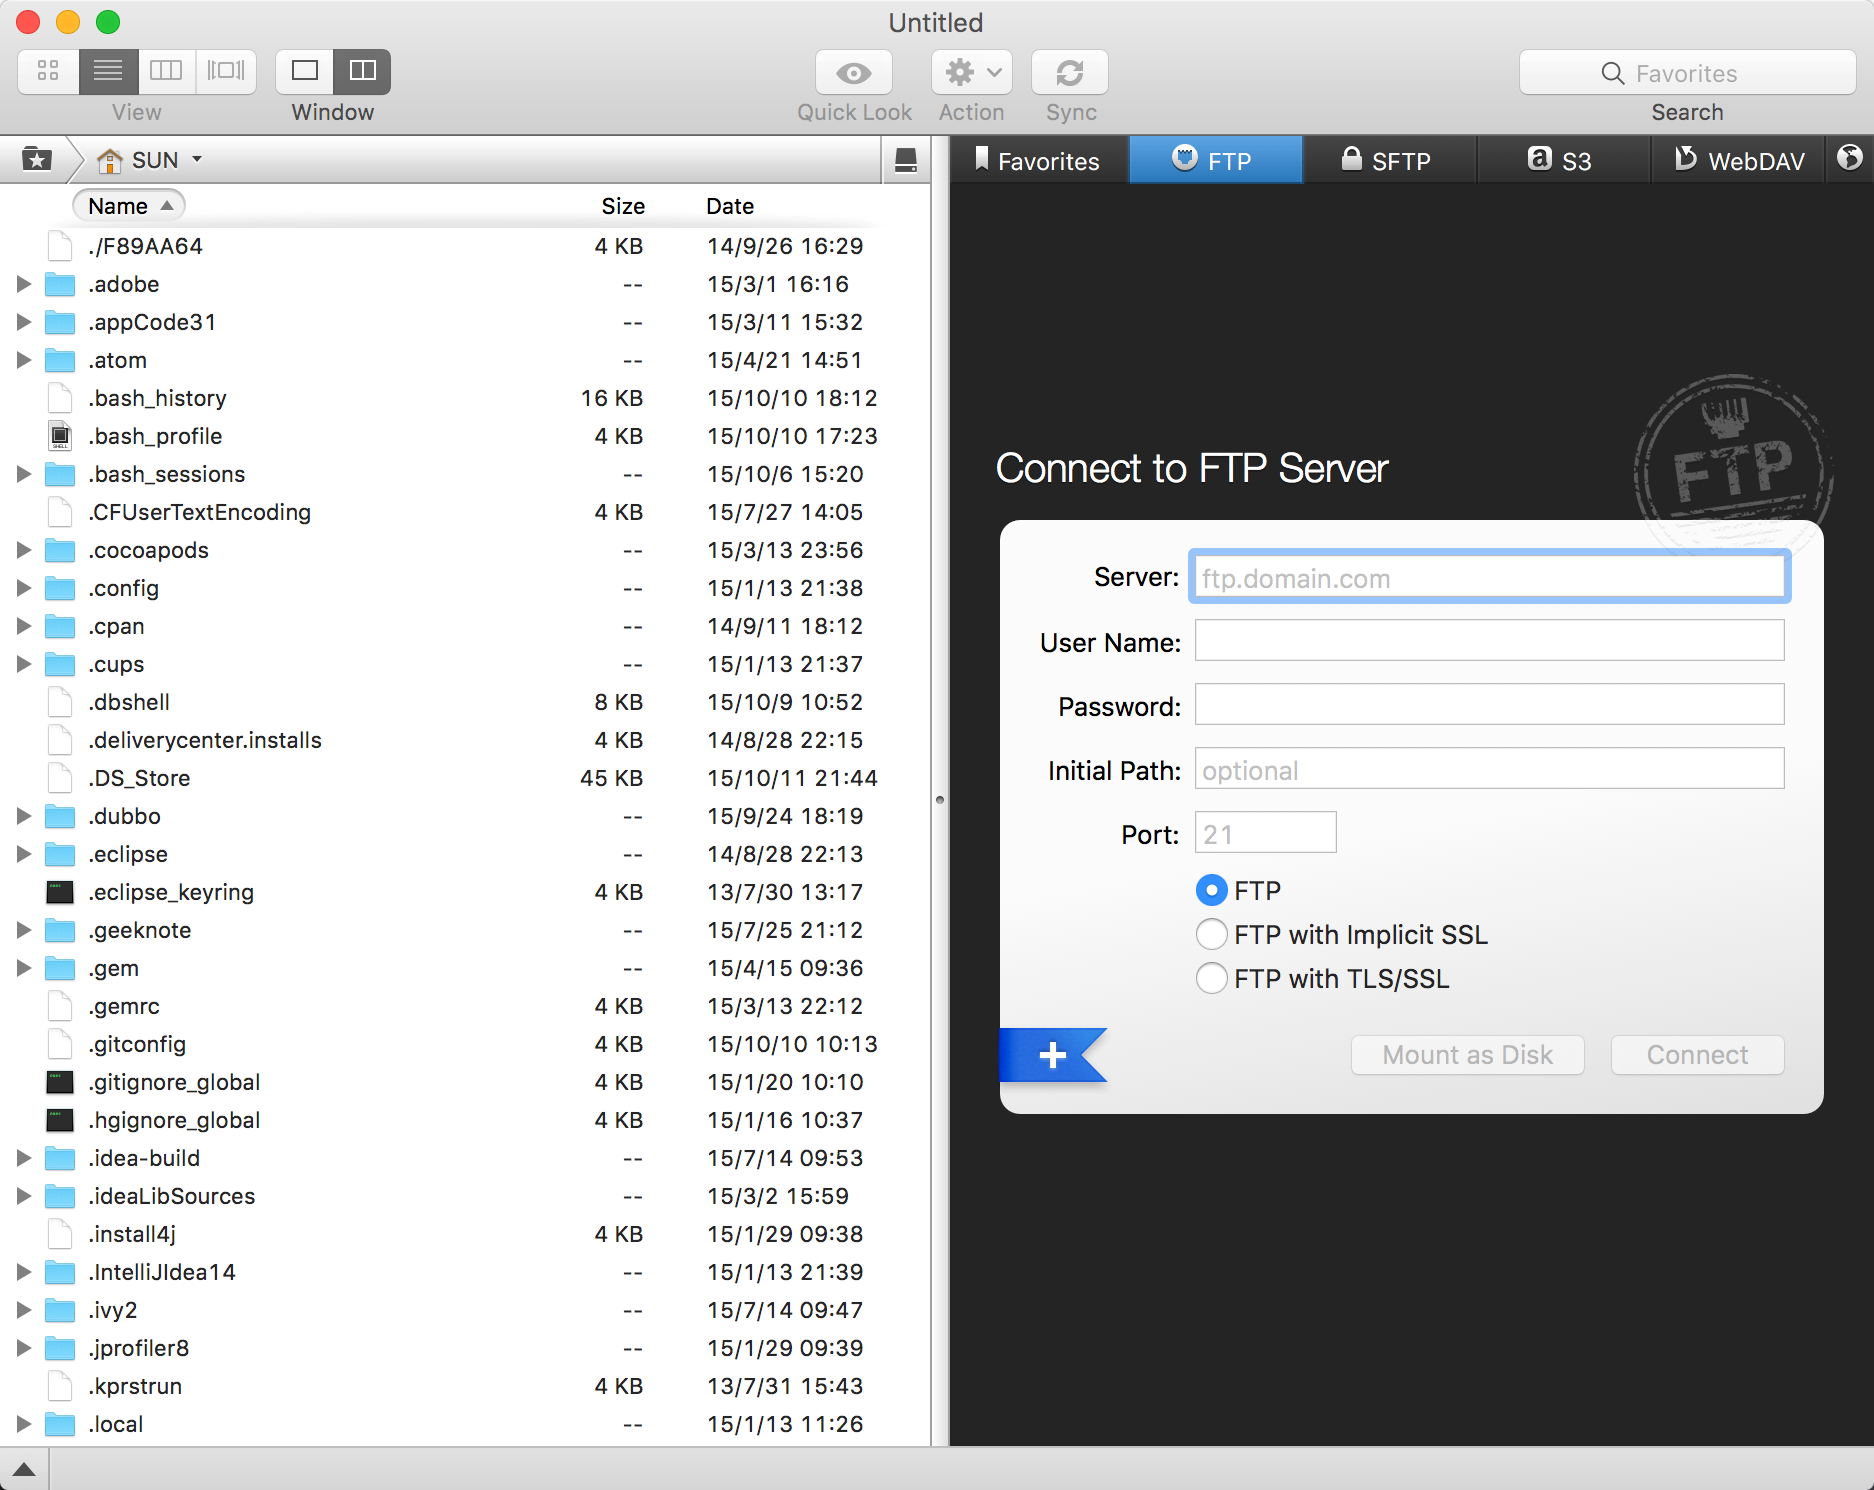 Untitled
View
Window
Quick Look
Action
Sync
Favorites
Search
SUN
Name Size Date
./F89AA64 4 KB 14/9/26 16:29
.adobe -- 15/3/1 16:16
.appCode31 -- 15/3/11 15:32
.atom -- 15/4/21 14:51
.bash_history 16 KB 15/10/10 18:12
.bash_profile 4 KB 15/10/10 17:23
.bash_sessions -- 15/10/6 15:20
.CFUserTextEncoding 4 KB 15/7/27 14:05
.cocoapods -- 15/3/13 23:56
.config -- 15/1/13 21:38
.cpan -- 14/9/11 18:12
.cups -- 15/1/13 21:37
.dbshell 8 KB 15/10/9 10:52
.deliverycenter.installs 4 KB 14/8/28 22:15
.DS_Store 45 KB 15/10/11 21:44
.dubbo -- 15/9/24 18:19
.eclipse -- 14/8/28 22:13
.eclipse_keyring 4 KB 13/7/30 13:17
.geeknote -- 15/7/25 21:12
.gem -- 15/4/15 09:36
.gemrc 4 KB 15/3/13 22:12
.gitconfig 4 KB 15/10/10 10:13
.gitignore_global 4 KB 15/1/20 10:10
.hgignore_global 4 KB 15/1/16 10:37
.idea-build -- 15/7/14 09:53
.ideaLibSources -- 15/3/2 15:59
.install4j 4 KB 15/1/29 09:38
.IntelliJIdea14 -- 15/1/13 21:39
.ivy2 -- 15/7/14 09:47
.jprofiler8 -- 15/1/29 09:39
.kprstrun 4 KB 13/7/31 15:43
.local -- 15/1/13 11:26
Favorites
FTP
SFTP
a S3
WebDAV
FTP
Connect to FTP Server
Server: ftp.domain.com
User Name:
Password:
Initial Path: optional
Port: 21
FTP
FTP with Implicit SSL
FTP with TLS/SSL
+
Mount as Disk
Connect